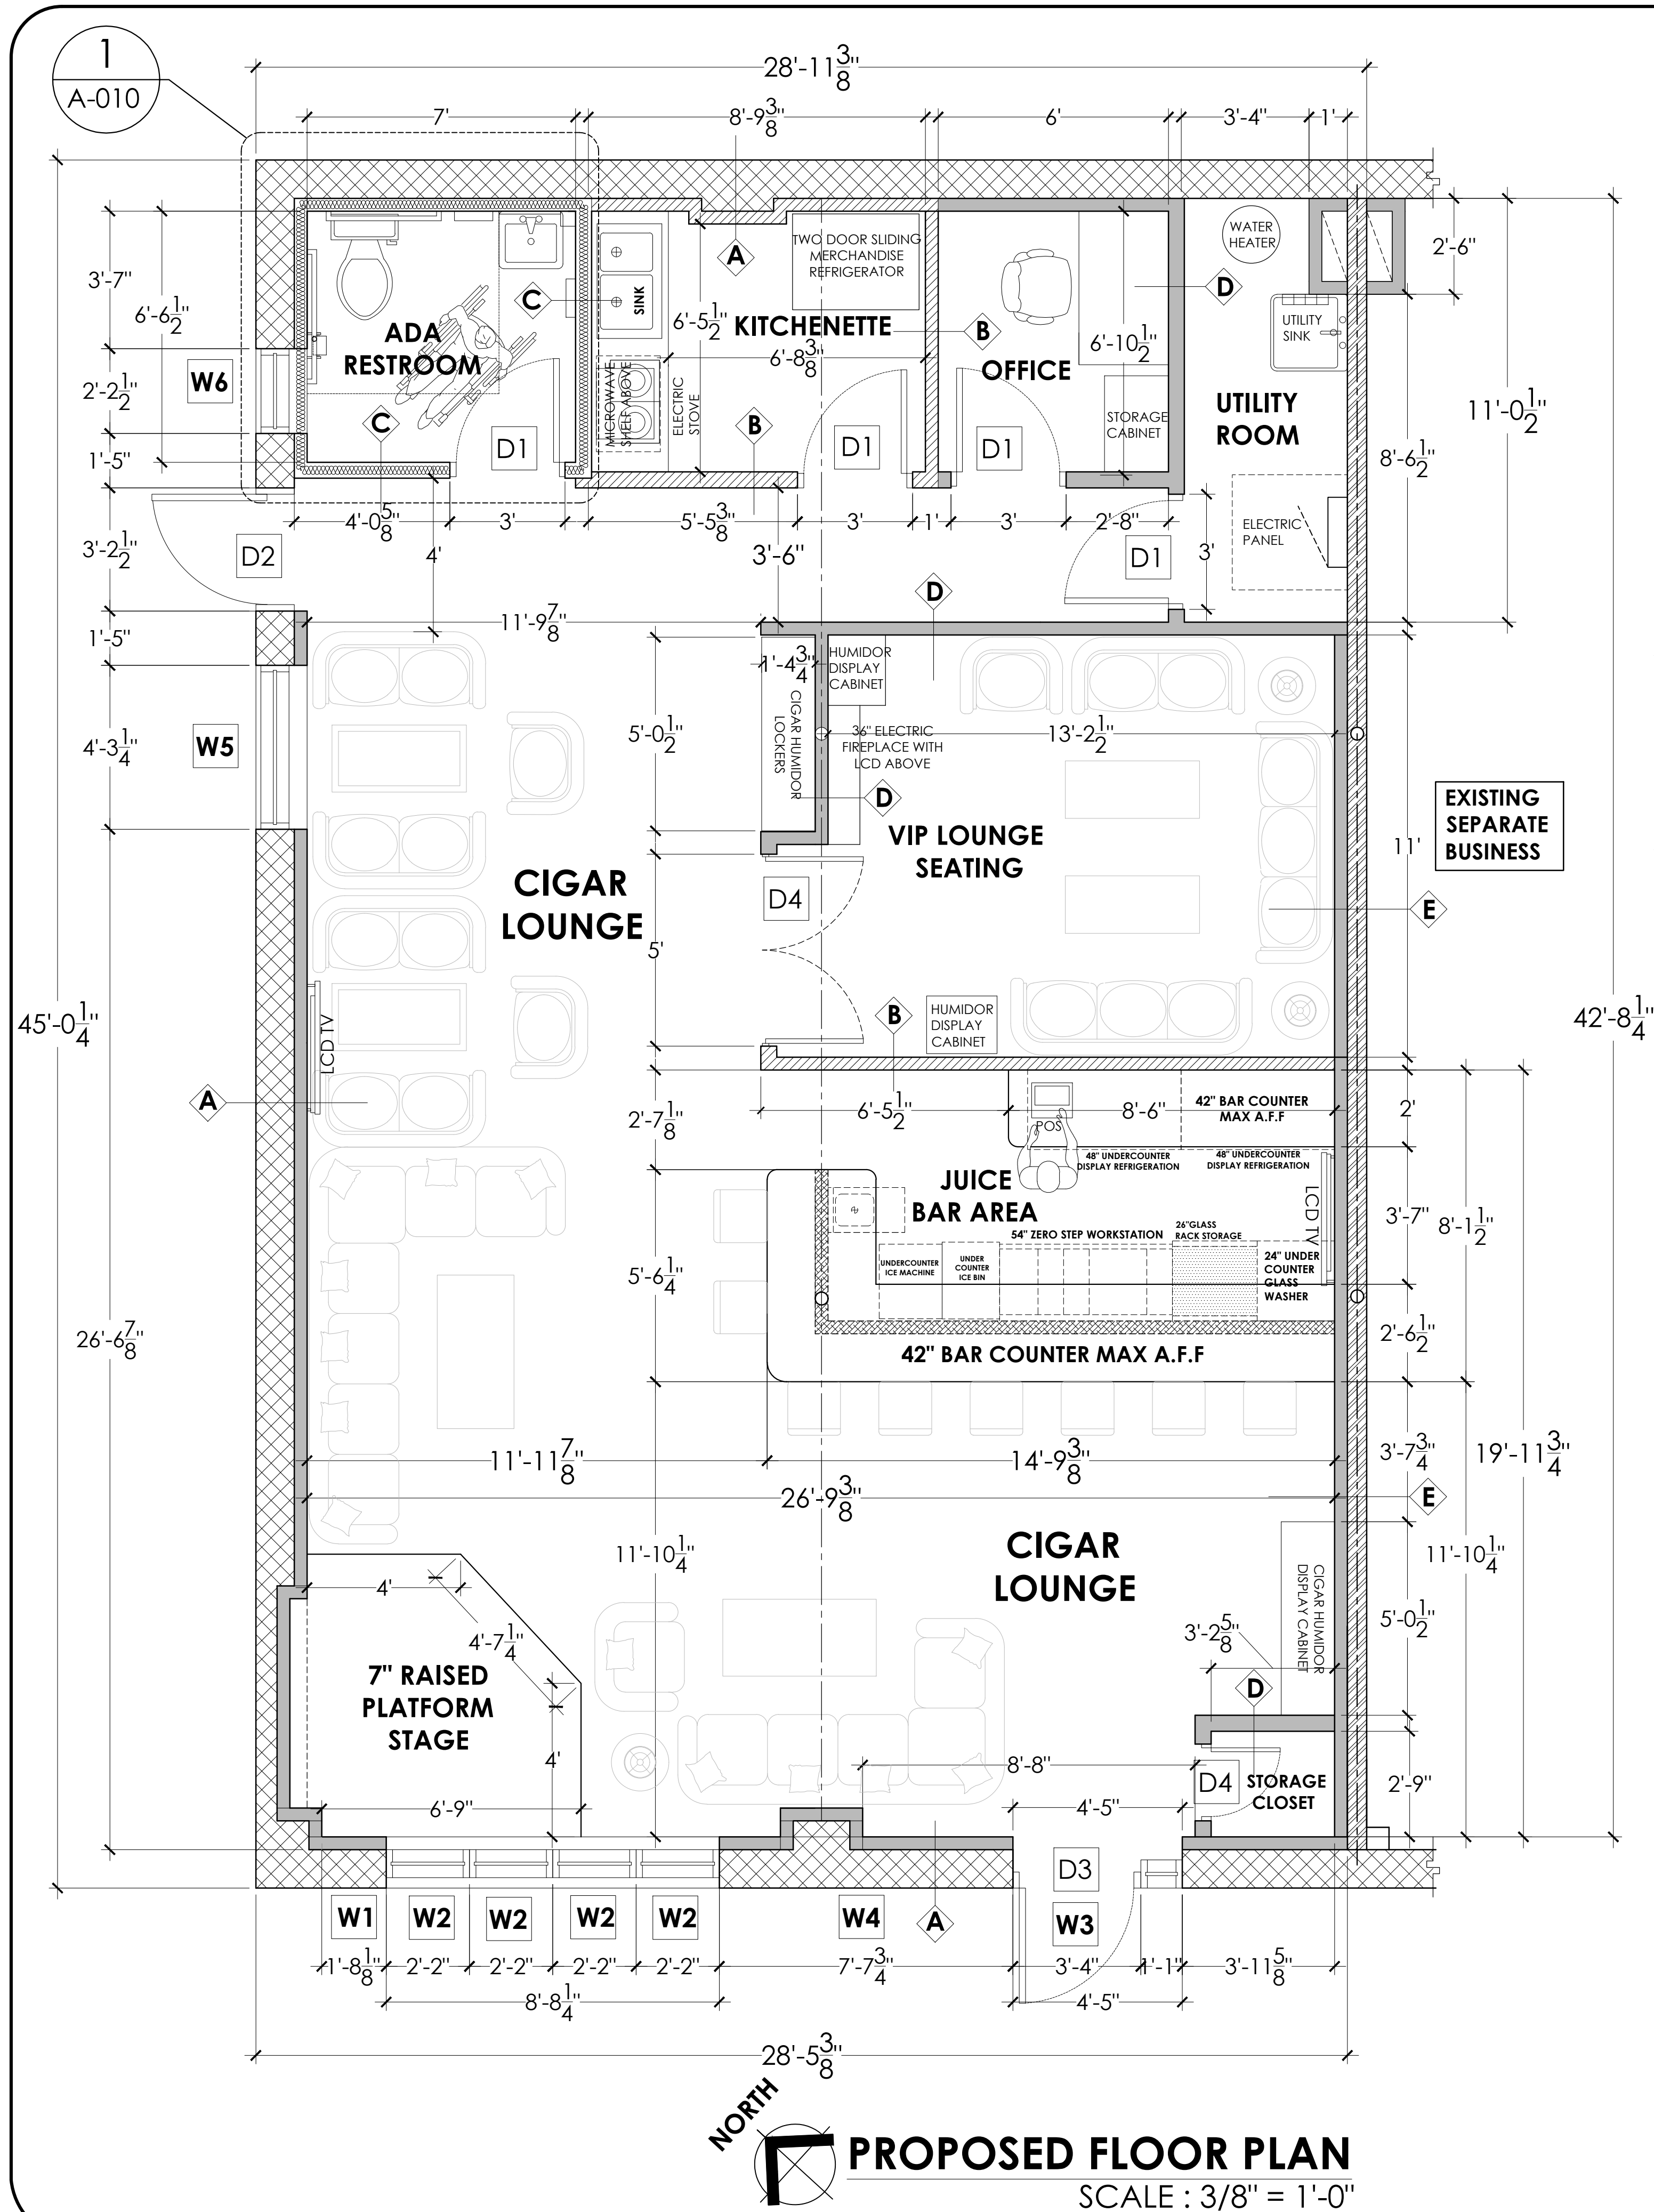 1
A-010
28'-11 3/8"
7'
8'-9 3/8"
6'
3'-4"
1'
3'-7"
6'-6 1/2"
2'-2 1/2"
1'-5"
3'-2 1/2"
1'-5"
4'-3 1/4"
45'-0 1/4"
26'-6 7/8"
W6
W5
D2
A
ADA
RESTROOM
C
C
D1
SINK
MICROWAVE
SHELF ABOVE
ELECTRIC
STOVE
A
TWO DOOR SLIDING
MERCHANDISE
REFRIGERATOR
6'-5 1/2"
KITCHENETTE
6'-8 3/8"
B
B
D1
OFFICE
6'-10 1/2"
D
STORAGE
CABINET
D1
WATER
HEATER
UTILITY
SINK
UTILITY
ROOM
ELECTRIC
PANEL
D1
3'
2'-6"
11'-0 1/2"
8'-6 1/2"
4'-0 5/8"
3'
5'-5 3/8"
3'
1'
3'
2'-8"
4'
3'-6"
11'-9 7/8"
D
1'-4 3/4"
HUMIDOR
DISPLAY
CABINET
CIGAR HUMIDOR
LOCKERS
5'-0 1/2"
36" ELECTRIC
FIREPLACE WITH
LCD ABOVE
13'-2 1/2"
D
VIP LOUNGE
SEATING
D4
5'
B
HUMIDOR
DISPLAY
CABINET
11'
EXISTING
SEPARATE
BUSINESS
E
42'-8 1/4"
CIGAR
LOUNGE
LCD TV
2'-7 1/8"
6'-5 1/2"
8'-6"
42" BAR COUNTER
MAX A.F.F
2'
POS
48" UNDERCOUNTER
DISPLAY REFRIGERATION
48" UNDERCOUNTER
DISPLAY REFRIGERATION
JUICE
BAR AREA
LCD TV
54" ZERO STEP WORKSTATION
26"GLASS
RACK STORAGE
UNDERCOUNTER
ICE MACHINE
UNDER
COUNTER
ICE BIN
24" UNDER
COUNTER
GLASS
WASHER
42" BAR COUNTER MAX A.F.F
5'-6 1/4"
3'-7"
8'-1 1/2"
2'-6 1/2"
11'-11 7/8"
14'-9 3/8"
3'-7 3/4"
19'-11 3/4"
26'-9 3/8"
E
CIGAR
LOUNGE
11'-10 1/4"
11'-10 1/4"
CIGAR HUMIDOR
DISPLAY CABINET
5'-0 1/2"
3'-2 5/8"
D
4'
4'-7 1/4"
7" RAISED
PLATFORM
STAGE
4'
6'-9"
8'-8"
4'-5"
D4
STORAGE
CLOSET
2'-9"
D3
W1
W2
W2
W2
W2
W4
A
W3
1'-8 1/8"
2'-2"
2'-2"
2'-2"
2'-2"
7'-7 3/4"
3'-4"
1'-1"
3'-11 5/8"
8'-8 1/4"
4'-5"
28'-5 3/8"
NORTH
PROPOSED FLOOR PLAN
SCALE : 3/8" = 1'-0"